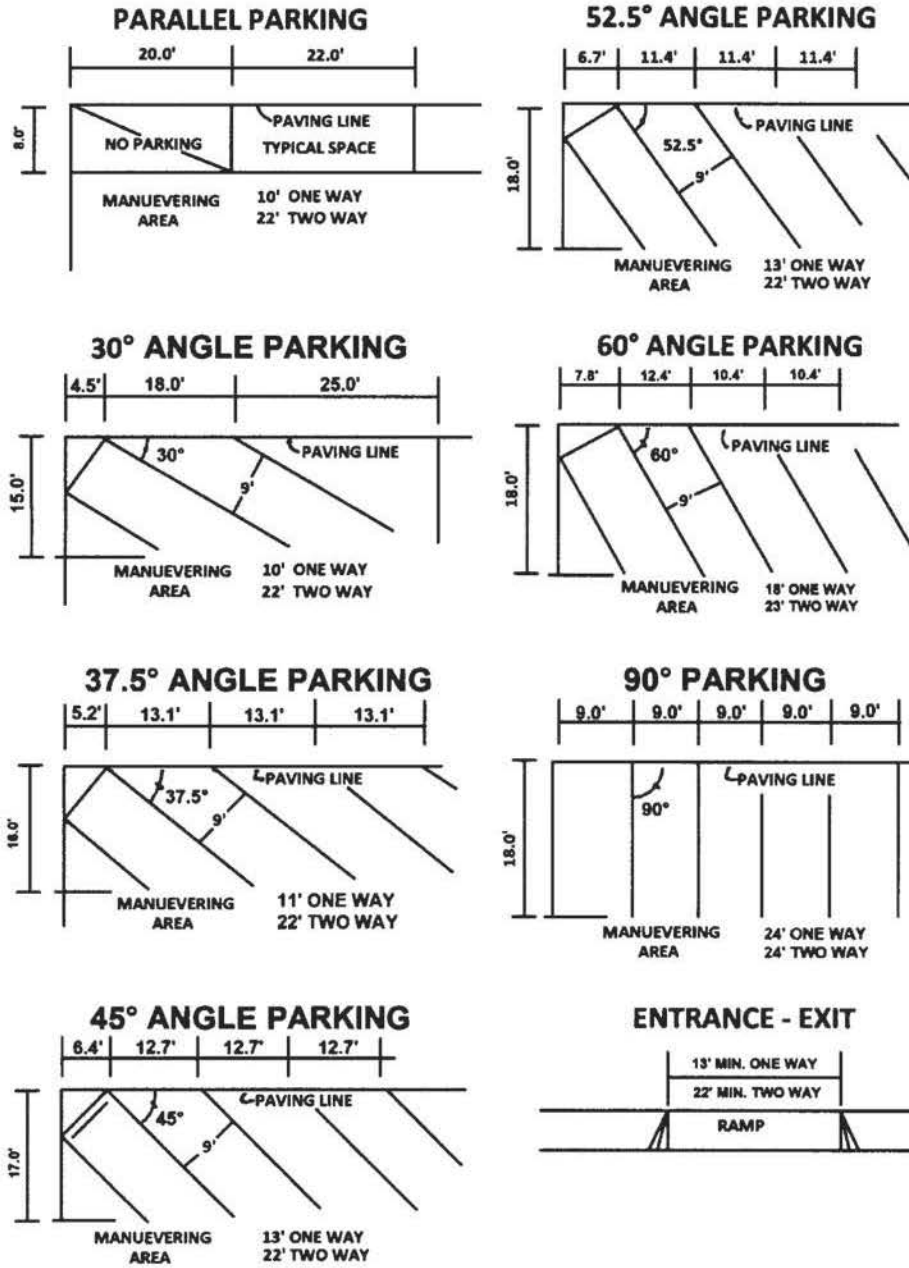 PARALLEL PARKING
20.0' 22.0'
8.0'
PAVING LINE
NO PARKING TYPICAL SPACE
MANUEVERING
AREA
10' ONE WAY
22' TWO WAY
30° ANGLE PARKING
4.5' 18.0' 25.0'
15.0'
30°
PAVING LINE
9'
MANUEVERING
AREA
10' ONE WAY
22' TWO WAY
37.5° ANGLE PARKING
5.2' 13.1' 13.1' 13.1'
16.0'
PAVING LINE
37.5°
9'
MANUEVERING
AREA
11' ONE WAY
22' TWO WAY
45° ANGLE PARKING
6.4' 12.7' 12.7' 12.7'
17.0'
PAVING LINE
45°
9'
MANUEVERING
AREA
13' ONE WAY
22' TWO WAY
52.5° ANGLE PARKING
6.7' 11.4' 11.4' 11.4'
18.0'
PAVING LINE
52.5°
9'
MANUEVERING
AREA
13' ONE WAY
22' TWO WAY
60° ANGLE PARKING
7.8' 12.4' 10.4' 10.4'
18.0'
PAVING LINE
60°
9'
MANUEVERING
AREA
18' ONE WAY
23' TWO WAY
90° PARKING
9.0' 9.0' 9.0' 9.0' 9.0'
18.0'
PAVING LINE
90°
MANUEVERING
AREA
24' ONE WAY
24' TWO WAY
ENTRANCE - EXIT
13' MIN. ONE WAY
22' MIN. TWO WAY
RAMP